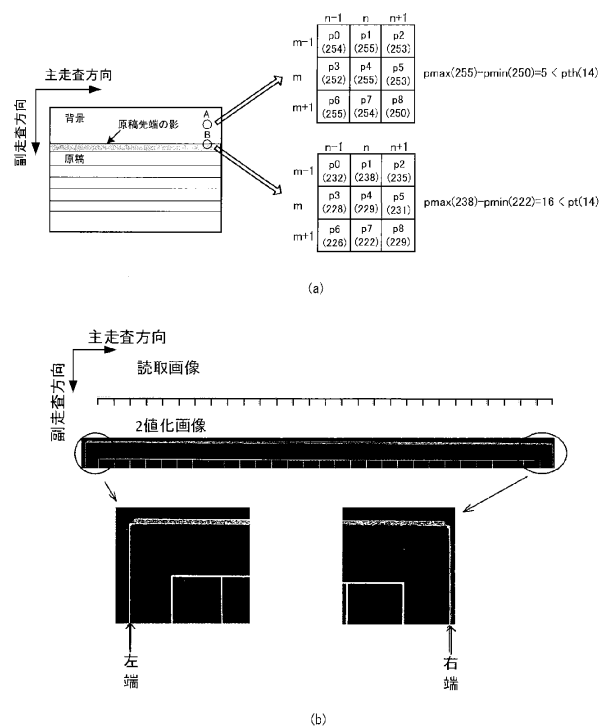 n-1 n n+1
主走査方向
m-1 p0 p1 p2
(254) (255) (253)
副走査方向
背景 A
m p3 p4 p5 pmax(255)-pmin(250)=5 < pth(14)
(252) (255) (253)
原稿先端の影 B
m+1 p6 p7 p8
(255) (254) (250)
原稿
n-1 n n+1
m-1 p0 p1 p2
(232) (238) (235)
m p3 p4 p5 pmax(238)-pmin(222)=16 < pt(14)
(228) (229) (231)
m+1 p6 p7 p8
(226) (222) (229)
(a)
主走査方向
副走査方向
読取画像
2値化画像
左端 右端
(b)